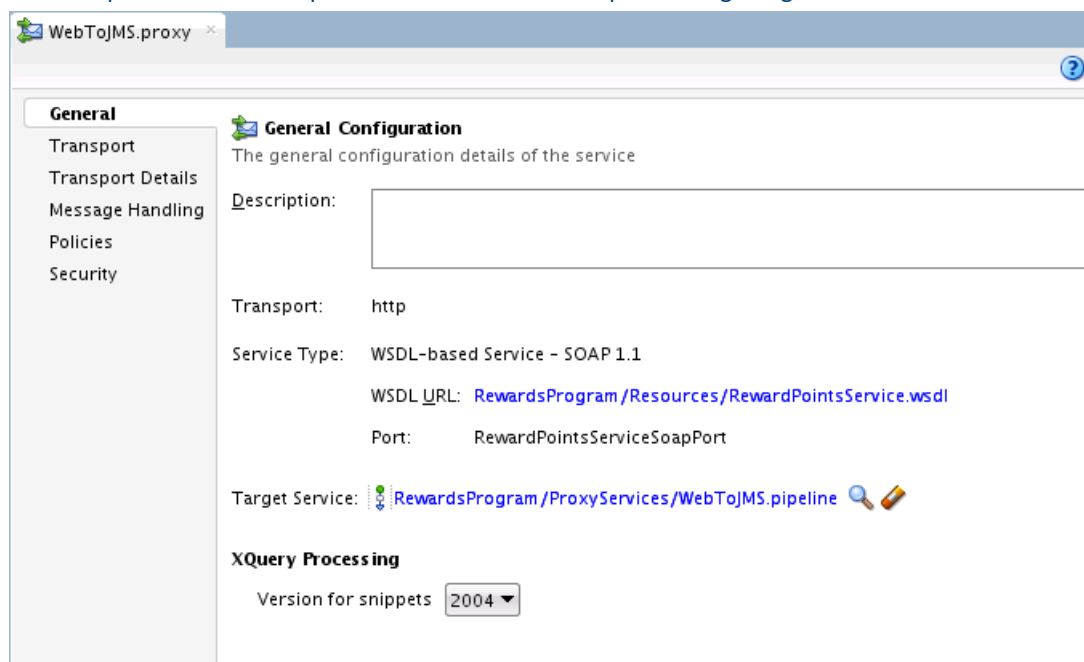 WebToJMS.proxy
General
Transport
Transport Details
Message Handling
Policies
Security
General Configuration
The general configuration details of the service
Description:
Transport: http
Service Type: WSDL-based Service - SOAP 1.1
WSDL URL: RewardsProgram/Resources/RewardPointsService.wsdl
Port: RewardPointsServiceSoapPort
Target Service: RewardsProgram/ProxyServices/WebToJMS.pipeline
XQuery Processing
Version for snippets 2004